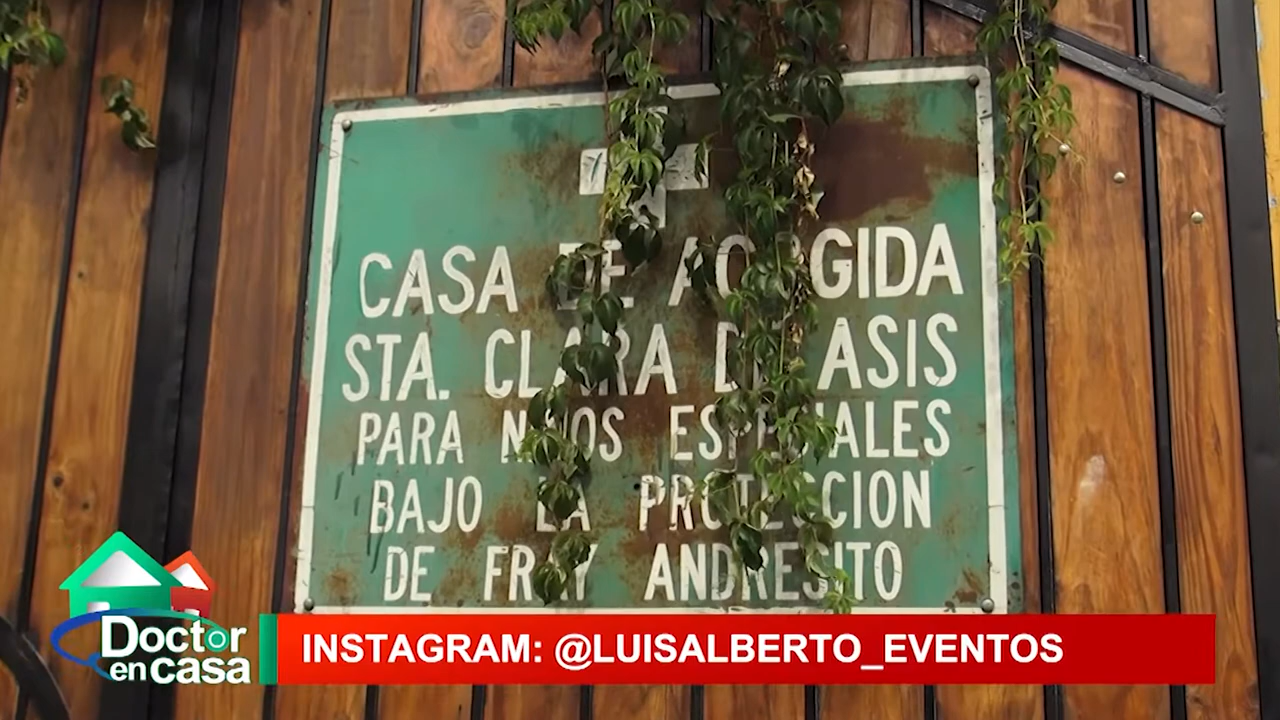 CASA DE ACOGIDA
STA. CLARA DE ASIS
PARA NIÑOS ESPECIALES
BAJO LA PROTECCION
DE FRAY ANDRESITO
Doctor
en casa
INSTAGRAM: @LUISALBERTO_EVENTOS